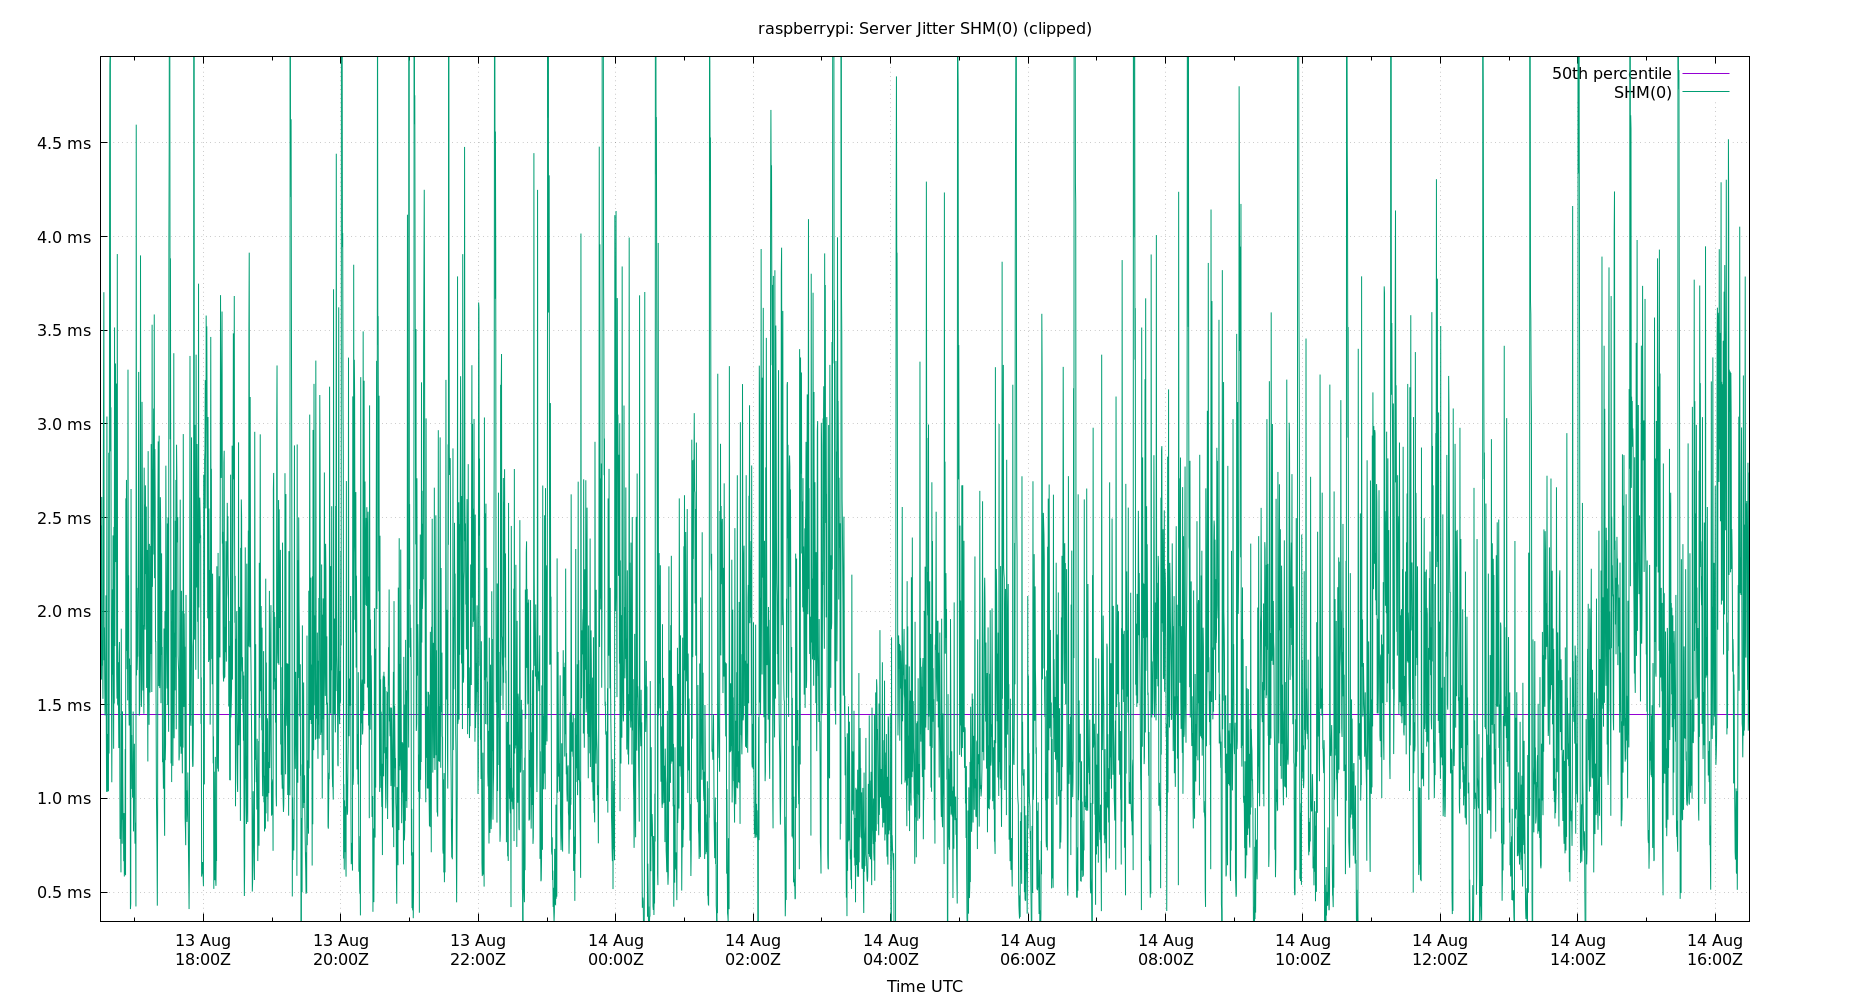 raspberrypi: Server Jitter SHM(0) (clipped)
50th percentile
SHM(0)
4.5 ms
4.0 ms
3.5 ms
3.0 ms
2.5 ms
2.0 ms
1.5 ms
1.0 ms
0.5 ms
13 Aug 13 Aug 13 Aug 14 Aug 14 Aug 14 Aug 14 Aug 14 Aug 14 Aug 14 Aug 14 Aug 14 Aug
18:00Z 20:00Z 22:00Z 00:00Z 02:00Z 04:00Z 06:00Z 08:00Z 10:00Z 12:00Z 14:00Z 16:00Z
Time UTC